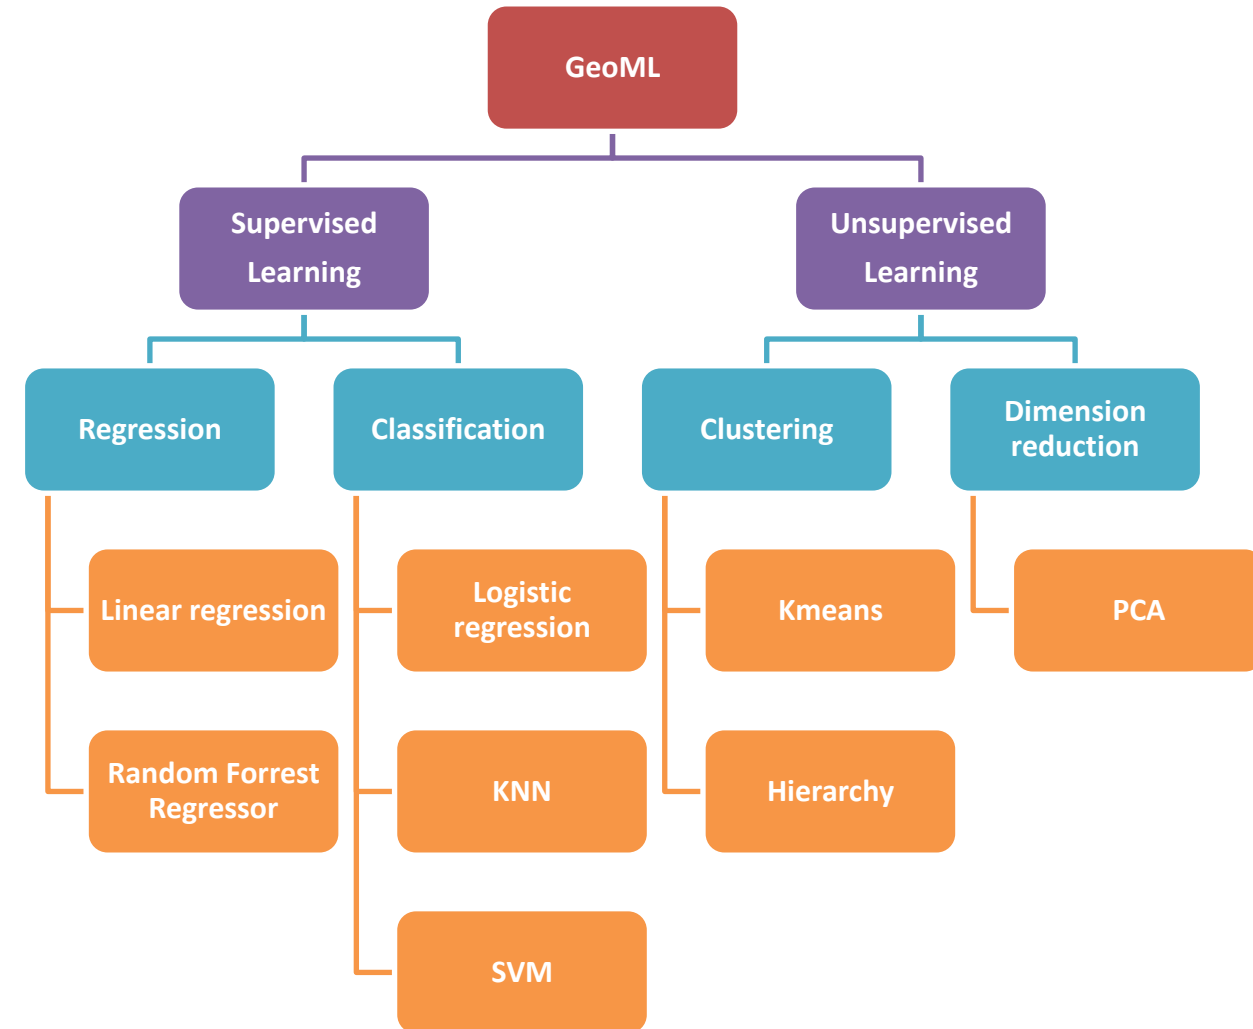 GeoML
Supervised
Learning
Unsupervised
Learning
Regression
Classification
Clustering
Dimension
reduction
Linear regression
Logistic
regression
Kmeans
PCA
Random Forrest
Regressor
KNN
Hierarchy
SVM